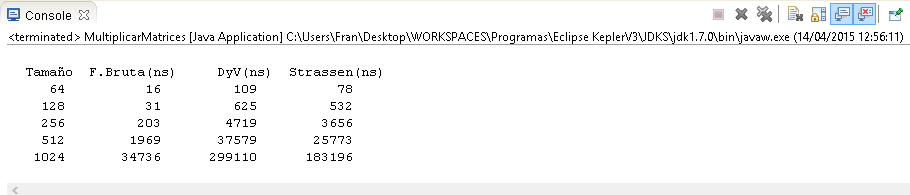 Console
<terminated> MultiplicarMatrices [Java Application] C:\Users\Fran\Desktop\WORKSPACES\Programas\Eclipse KeplerV3\JDKS\jdk1.7.0\bin\javaw.exe (14/04/2015 12:56:11)
Tamaño F.Bruta(ns) DyV(ns) Strassen(ns)
64 16 109 78
128 31 625 532
256 203 4719 3656
512 1969 37579 25773
1024 34736 299110 183196